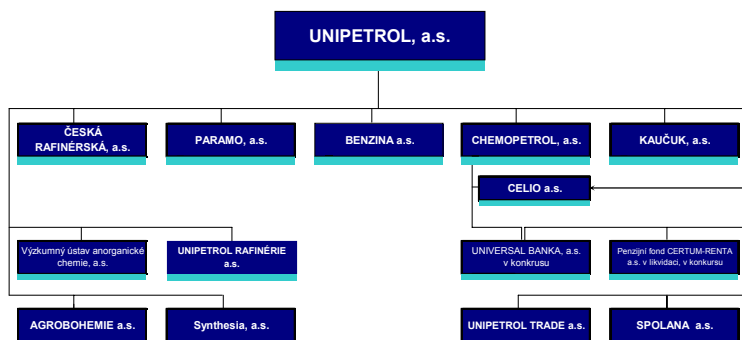 UNIPETROL, a.s.
ČESKÁ
RAFINÉRSKÁ, a.s.
PARAMO, a.s.
BENZINA a.s.
CHEMOPETROL, a.s.
KAUČUK, a.s.
CELIO a.s.
Výzkumný ústav anorganické
chemie, a.s.
UNIPETROL RAFINÉRIE
a.s.
UNIVERSAL BANKA, a.s.
v konkrusu
Penzijní fond CERTUM-RENTA
a.s. v likvidaci, v konkursu
AGROBOHEMIE a.s.
Synthesia, a.s.
UNIPETROL TRADE a.s.
SPOLANA a.s.